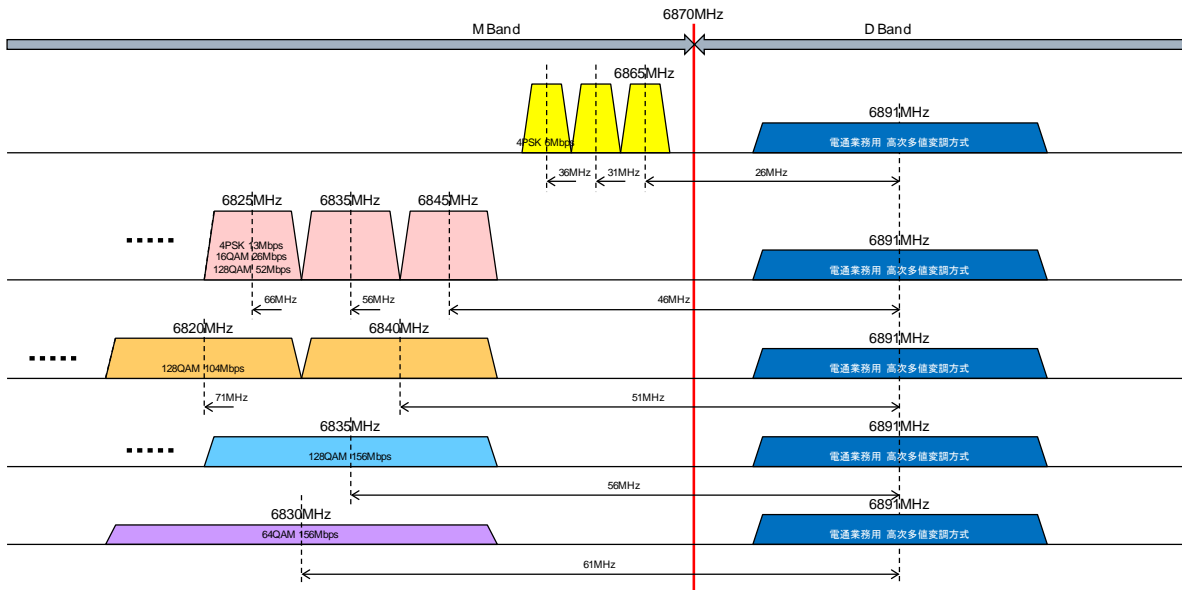 6870MHz
M Band
D Band
6865MHz
6891MHz
4PSK 6Mbps
電通業務用 高次多値変調方式
36MHz
31MHz
26MHz
6825MHz
6835MHz
6845MHz
6891MHz
4PSK 13Mbps
16QAM 26Mbps
128QAM 52Mbps
電通業務用 高次多値変調方式
66MHz
56MHz
46MHz
6820MHz
6840MHz
6891MHz
128QAM 104Mbps
電通業務用 高次多値変調方式
71MHz
51MHz
6835MHz
6891MHz
128QAM 156Mbps
電通業務用 高次多値変調方式
56MHz
6830MHz
6891MHz
64QAM 156Mbps
電通業務用 高次多値変調方式
61MHz